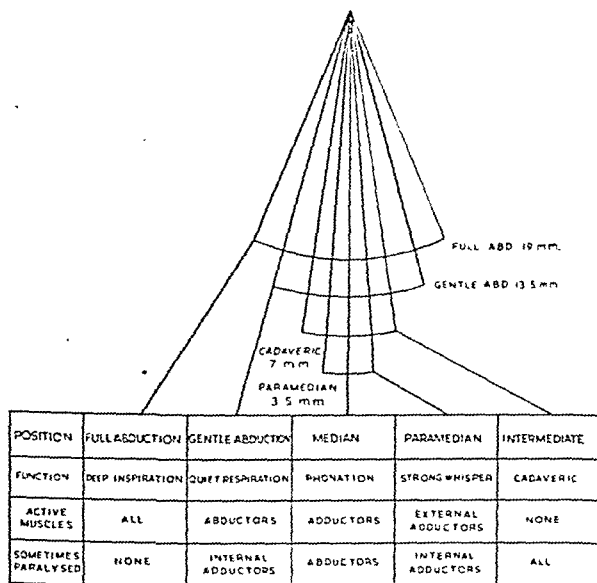 FULL ABD 19 mm.
GENTLE ABD 13.5 mm
CADAVERIC
7 mm
PARAMEDIAN
3.5 mm
POSITION FULL ABDUCTION GENTLE ABDUCTION MEDIAN PARAMEDIAN INTERMEDIATE
FUNCTION DEEP INSPIRATION QUIET RESPIRATION PHONATION STRONG WHISPER CADAVERIC
ACTIVE MUSCLES ALL ABDUCTORS ADDUCTORS EXTERNAL ADDUCTORS NONE
SOMETIMES PARALYSED NONE INTERNAL ADDUCTORS ABDUCTORS INTERNAL ADDUCTORS ALL